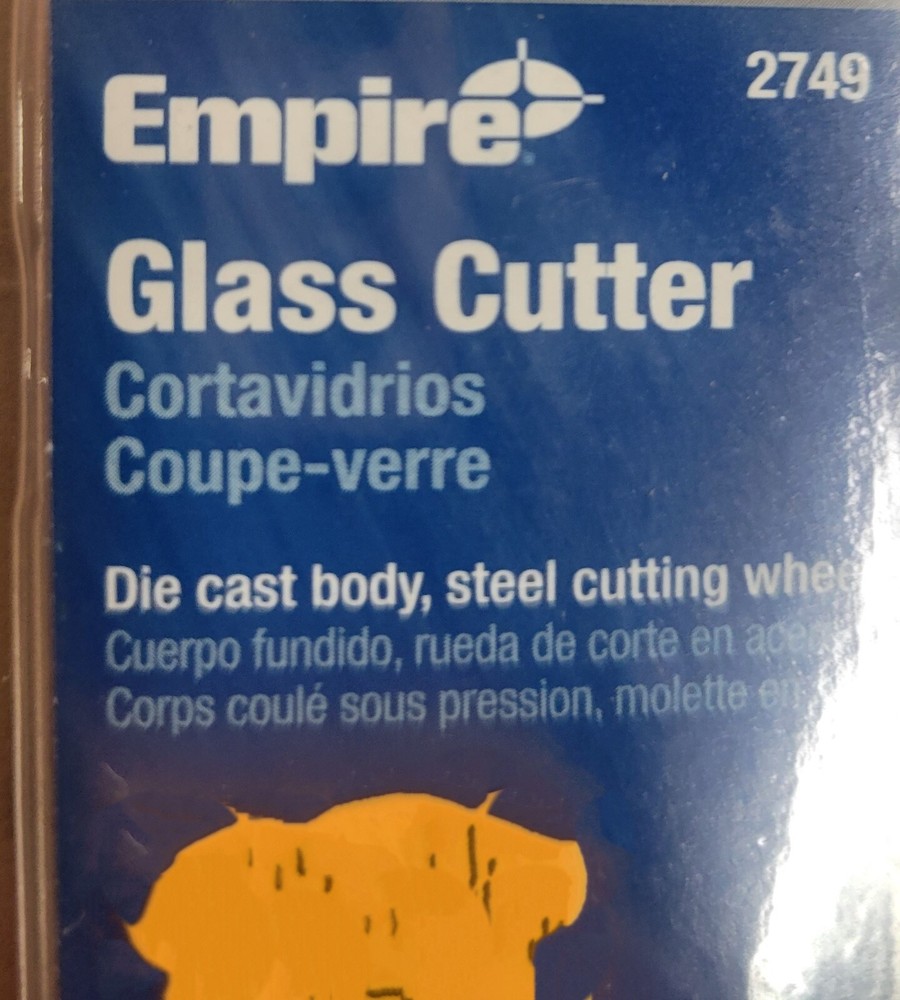 Empire
2749
Glass Cutter
Cortavidrios
Coupe-verre
Die cast body, steel cutting
Cuerpo fundido, rueda de corte en
Corps coulé sous pression, molette en